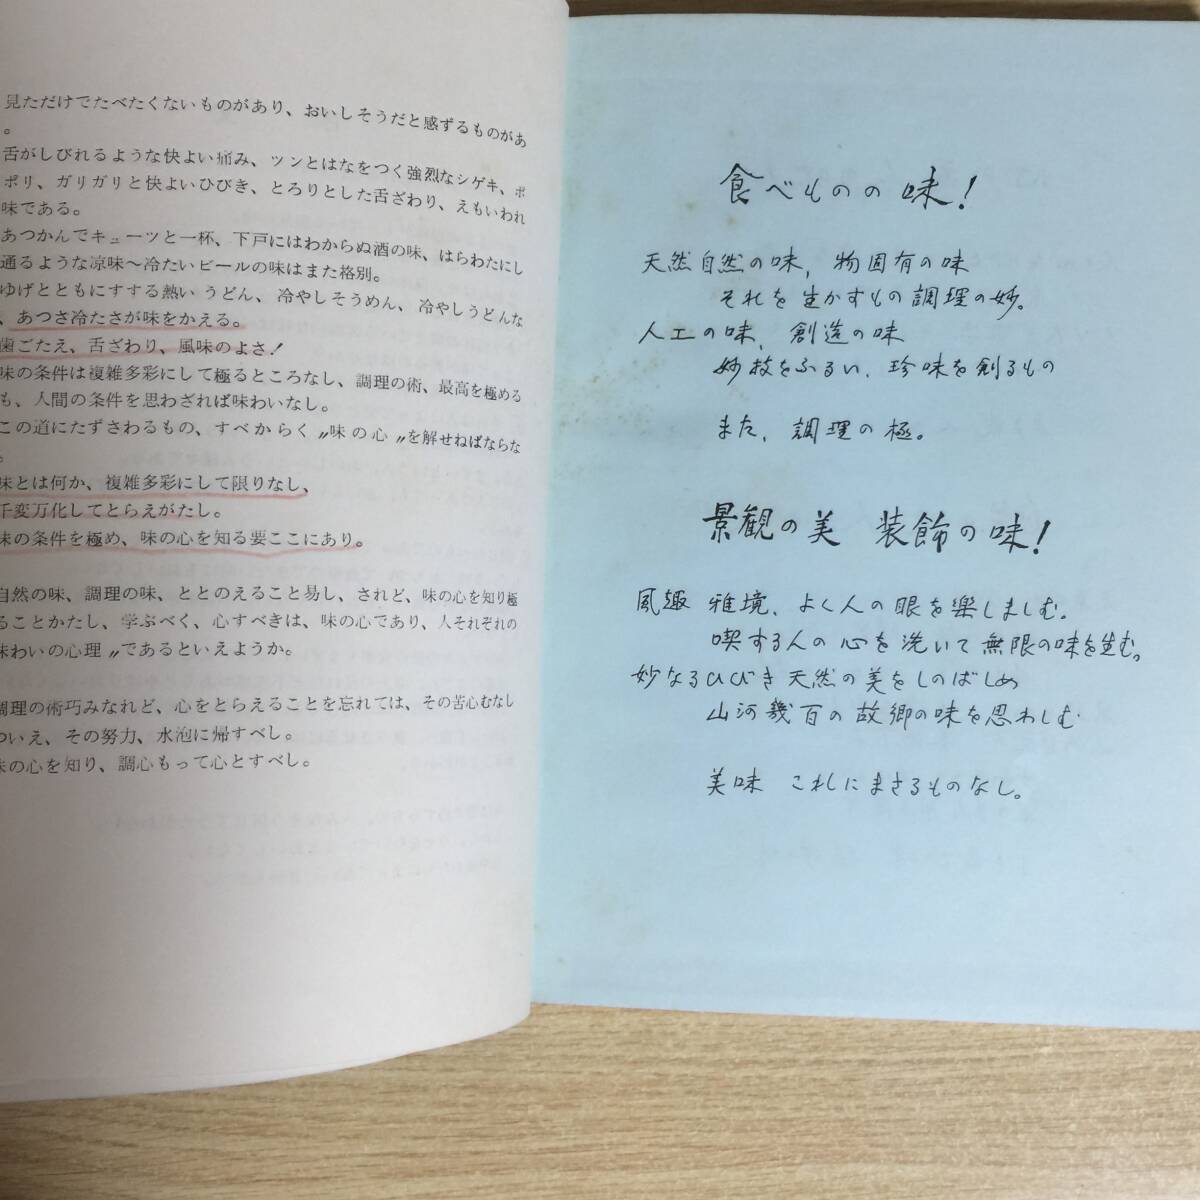 見ただけでたべたくないものがあり、おいしそうだと感ずるものがあ
。
舌がしびれるような快よい痛み、ツンとはなをつく強烈なシゲキ、ポ
ポリ、ガリガリと快よいひびき、とろりとした舌ざわり、えもいわれ
味である。
あつかんでキューツと一杯、下戸にはわからぬ酒の味、はらわたにし
通るような凉味〜冷たいビールの味はまた格別。
ゆげとともにすする熱いうどん、冷やしそうめん、冷やしうどんな
、あつさ冷たさが味をかえる。
歯ごたえ、舌ざわり、風味のよさ!
味の条件は複雑多彩にして極るところなし、調理の術、最高を極める
も、人間の条件を思わざれば味わいなし。
この道にたずさわるもの、すべからく〝味の心〟を解せねばならな
。
味とは何か、複雑多彩にして限りなし、
千変万化してとらえがたし。
味の条件を極め、味の心を知る要ここにあり。
自然の味、調理の味、ととのえること易し、されど、味の心を知り極
ることかたし、学ぶべく、心すべきは、味の心であり、人それぞれの
味わいの心理〟であるといえようか。
調理の術巧みなれど、心をとらえることを忘れては、その苦心むなし
ついえ、その努力、水泡に帰すべし。
味の心を知り、調心もって心とすべし。
食べものの味!
天然自然の味, 物固有の味
それを生かすもの調理の妙。
人工の味, 創造の味
妙技をふるい, 珍味を創るもの
また, 調理の極。
景観の美 装飾の味!
風趣 雅境, よく人の眼を楽しましむ。
喫する人の心を洗いて無限の味を生む。
妙なるひびき天然の美をしのばしめ
山河幾百の故郷の味を思わしむ
美味 これにまさるものなし。